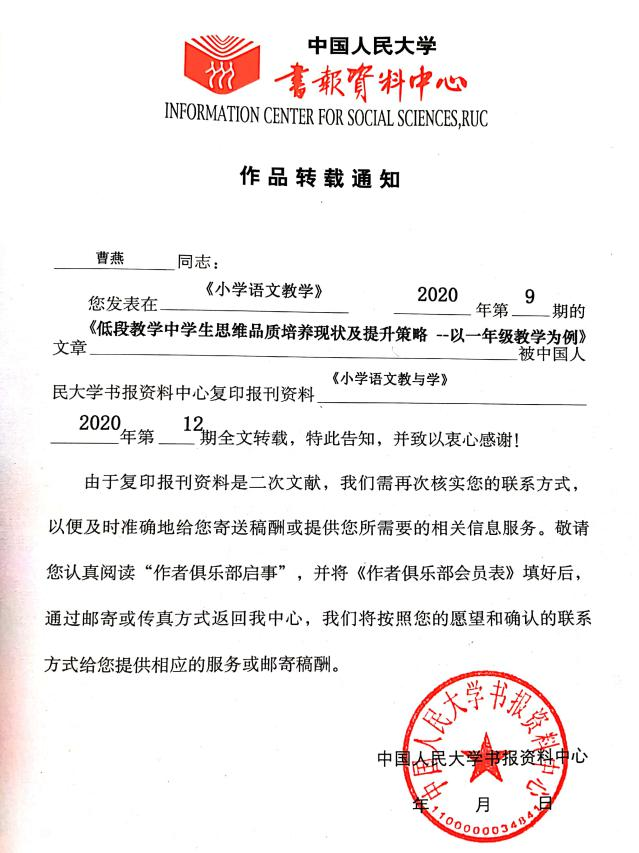 中国人民大学
書報資料中心
INFORMATION CENTER FOR SOCIAL SCIENCES,RUC
作品转载通知
曹燕 同志：
您发表在《小学语文教学》 2020 年第 9 期的
文章《低段教学中学生思维品质培养现状及提升策略 --以一年级教学为例》被中国人
民大学书报资料中心复印报刊资料《小学语文教与学》
2020 年第 12 期全文转载，特此告知，并致以衷心感谢！
由于复印报刊资料是二次文献，我们需再次核实您的联系方式，
以便及时准确地给您寄送稿酬或提供您所需要的相关信息服务。敬请
您认真阅读“作者俱乐部启事”，并将《作者俱乐部会员表》填好后，
通过邮寄或传真方式返回我中心，我们将按照您的愿望和确认的联系
方式给您提供相应的服务或邮寄稿酬。
中国人民大学书报资料中心
中国人民大学书报资料中心
年 月 日
1100000034841